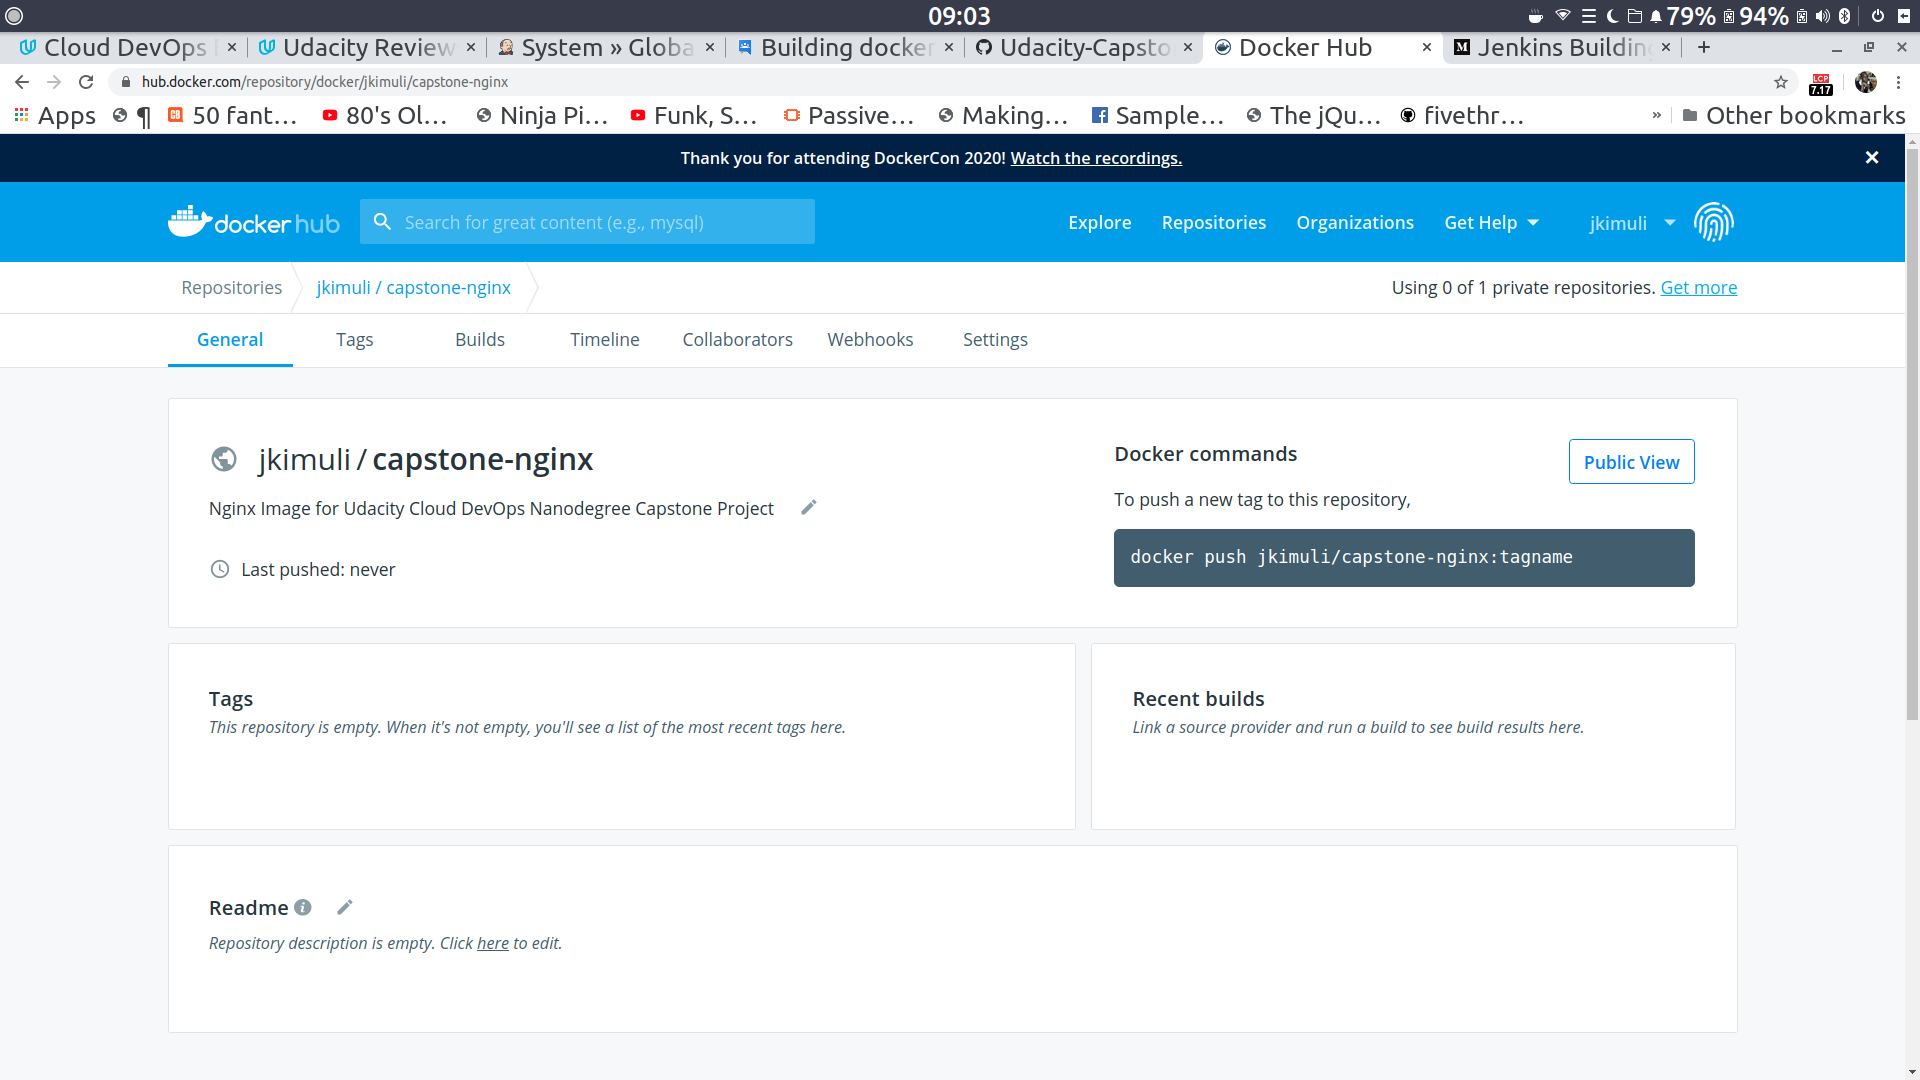 09:03
79% 94%
Cloud DevOps
Udacity Review
System » Globa
Building docker
Udacity-Capsto
Docker Hub
Jenkins Building
hub.docker.com/repository/docker/jkimuli/capstone-nginx
LCP
7.17
Apps ¶ 50 fant... 80's Ol... Ninja Pi... Funk, S... Passive... Making... Sample... The jQu... fivethr... » Other bookmarks
Thank you for attending DockerCon 2020! Watch the recordings.
docker hub
Search for great content (e.g., mysql)
Explore Repositories Organizations Get Help jkimuli
Repositories jkimuli / capstone-nginx
Using 0 of 1 private repositories. Get more
General Tags Builds Timeline Collaborators Webhooks Settings
jkimuli / capstone-nginx
Nginx Image for Udacity Cloud DevOps Nanodegree Capstone Project
Last pushed: never
Docker commands
Public View
To push a new tag to this repository,
docker push jkimuli/capstone-nginx:tagname
Tags
This repository is empty. When it's not empty, you'll see a list of the most recent tags here.
Recent builds
Link a source provider and run a build to see build results here.
Readme
Repository description is empty. Click here to edit.